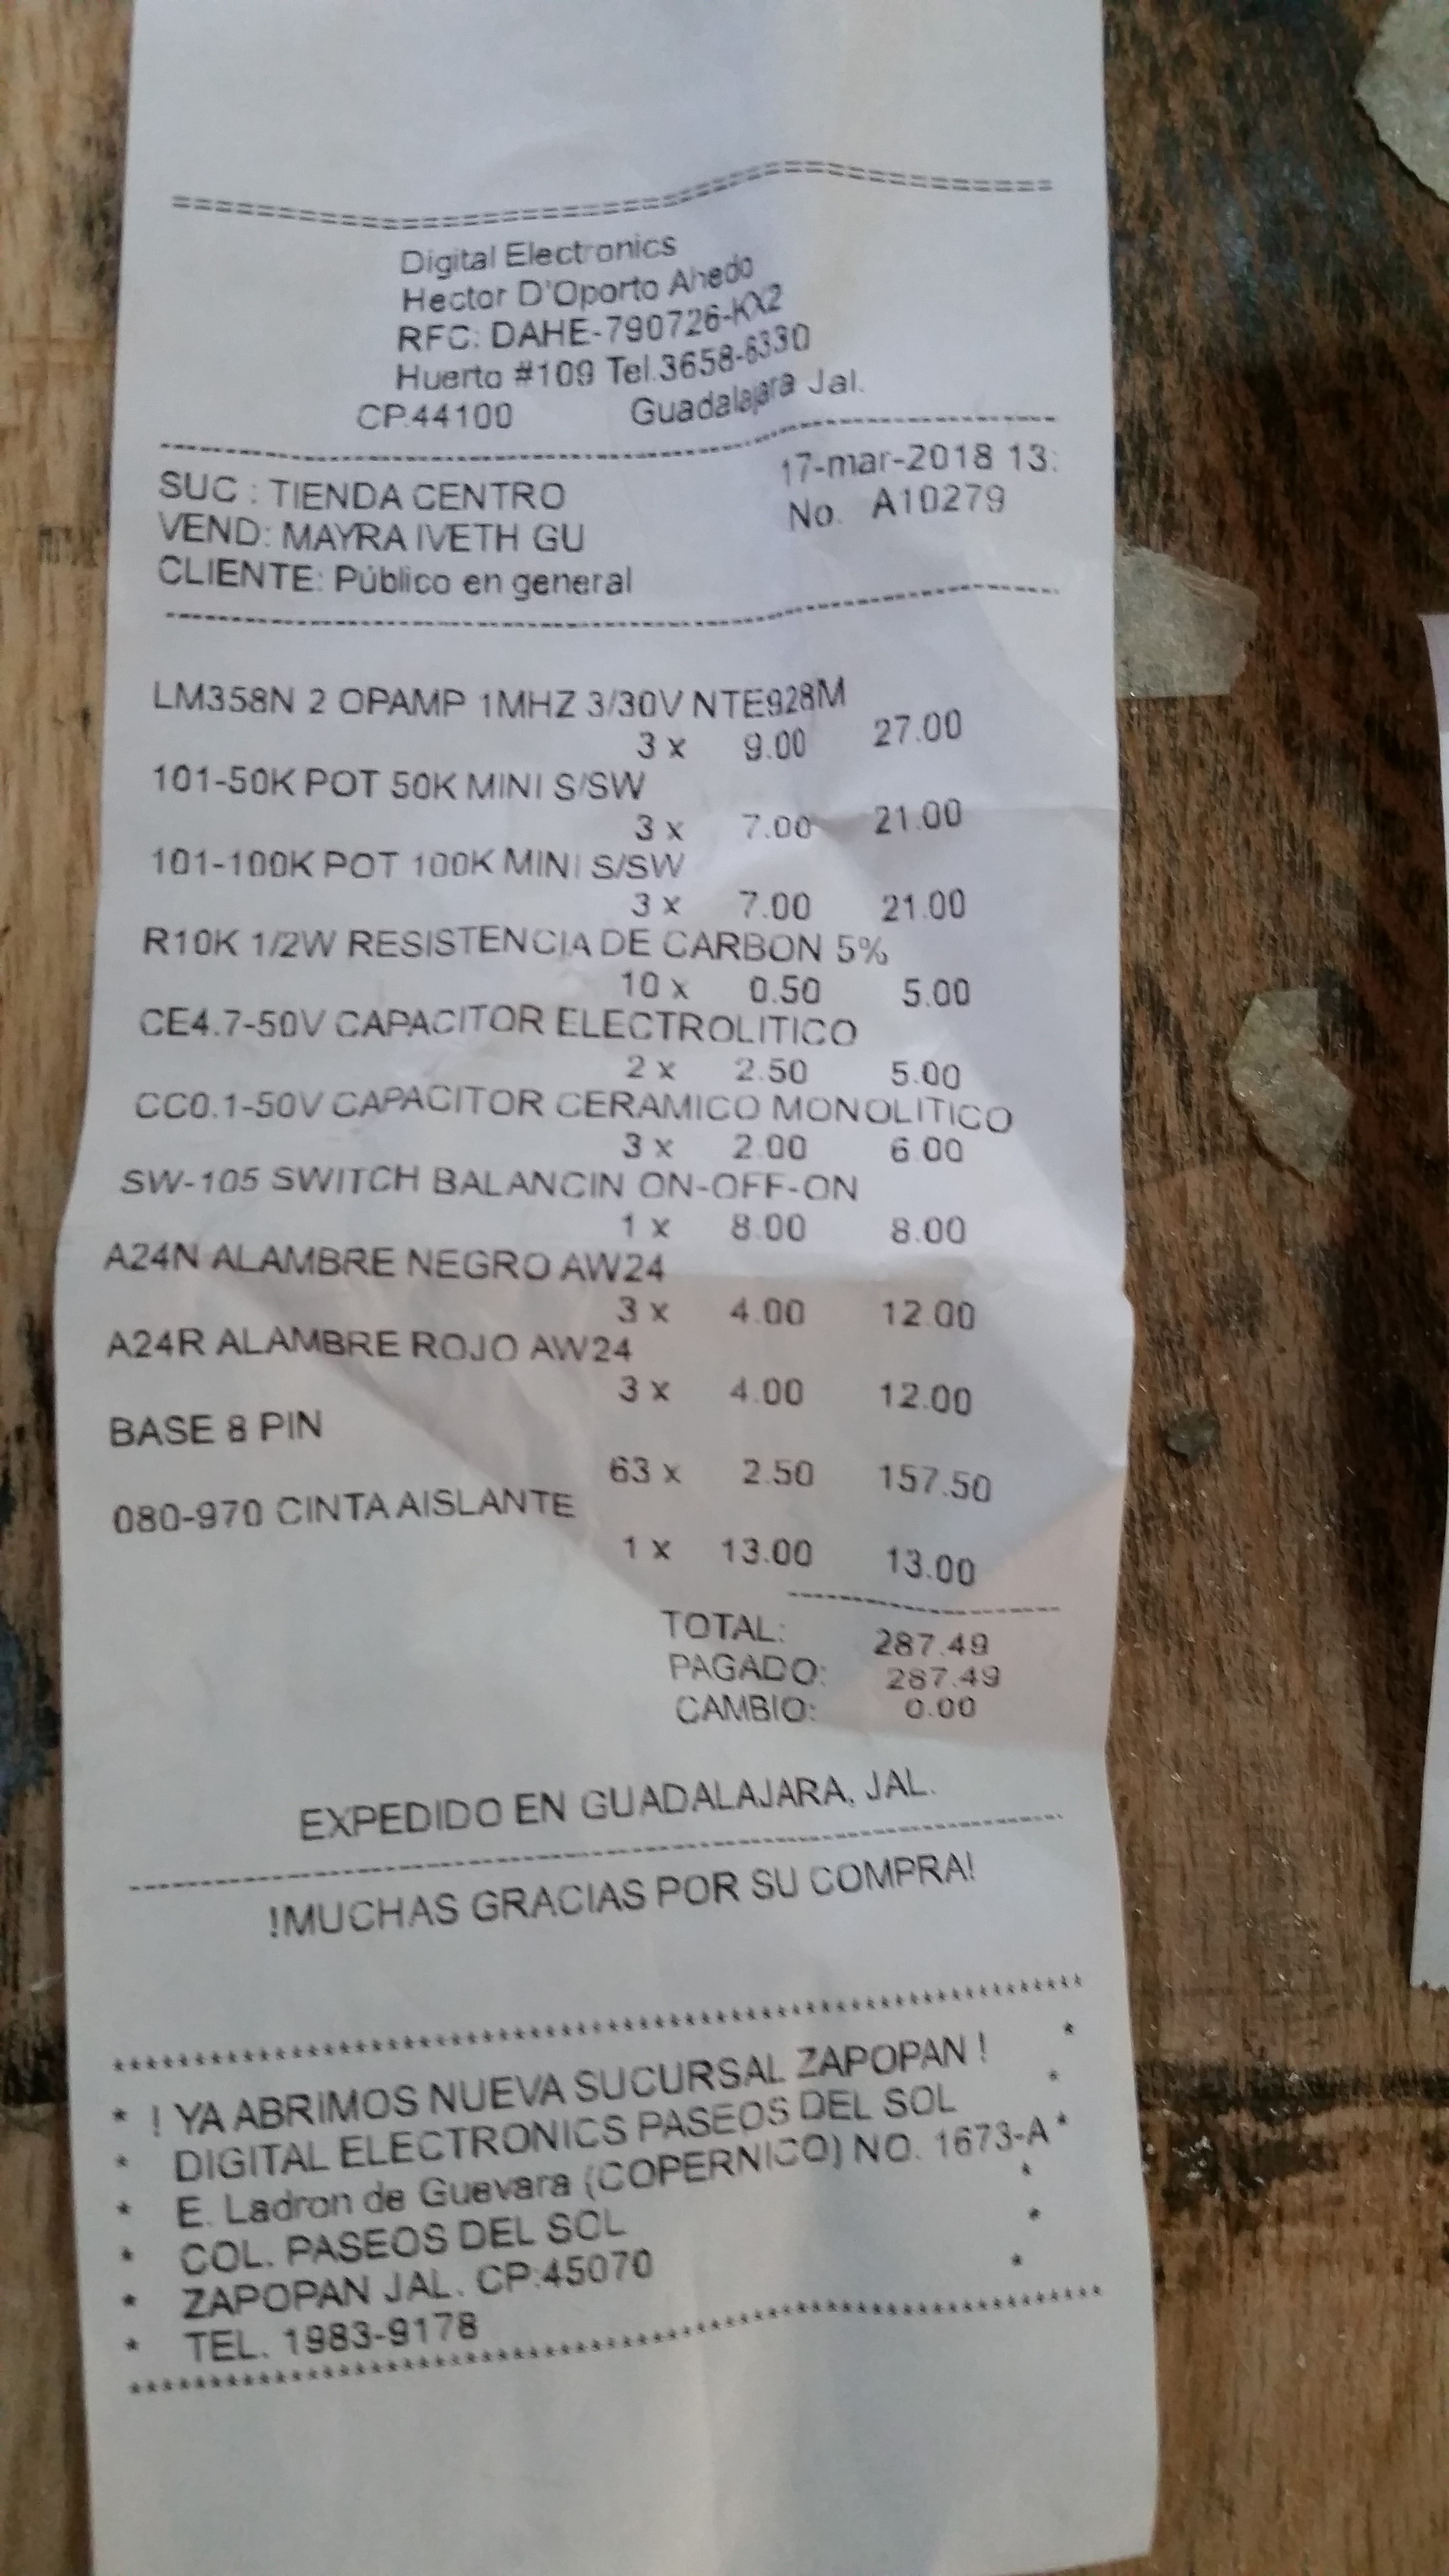 Digital Electronics
Hector D'Oporto Ahedo
RFC: DAHE-790726-KX2
Huerto #109 Tel.3658-6330
CP.44100 Guadalajara Jal.
17-mar-2018 13:
SUC : TIENDA CENTRO
No. A10279
VEND: MAYRA IVETH GU
CLIENTE: Público en general
LM358N 2 OPAMP 1MHZ 3/30V NTE928M
3 x 9.00 27.00
101-50K POT 50K MINI S/SW
3 x 7.00 21.00
101-100K POT 100K MINI S/SW
3 x 7.00 21.00
R10K 1/2W RESISTENCIA DE CARBON 5%
10 x 0.50 5.00
CE4.7-50V CAPACITOR ELECTROLITICO
2 x 2.50 5.00
CC0.1-50V CAPACITOR CERAMICO MONOLITICO
3 x 2.00 6.00
SW-105 SWITCH BALANCIN ON-OFF-ON
1 x 8.00 8.00
A24N ALAMBRE NEGRO AW24
3 x 4.00 12.00
A24R ALAMBRE ROJO AW24
3 x 4.00 12.00
BASE 8 PIN
63 x 2.50 157.50
080-970 CINTA AISLANTE
1 x 13.00 13.00
TOTAL: 287.49
PAGADO: 287.49
CAMBIO: 0.00
EXPEDIDO EN GUADALAJARA, JAL.
!MUCHAS GRACIAS POR SU COMPRA!
* ! YA ABRIMOS NUEVA SUCURSAL ZAPOPAN ! *
* DIGITAL ELECTRONICS PASEOS DEL SOL *
* E. Ladron de Guevara (COPERNICO) NO. 1673-A *
* COL. PASEOS DEL SOL *
* ZAPOPAN JAL. CP:45070 *
* TEL. 1983-9178 *